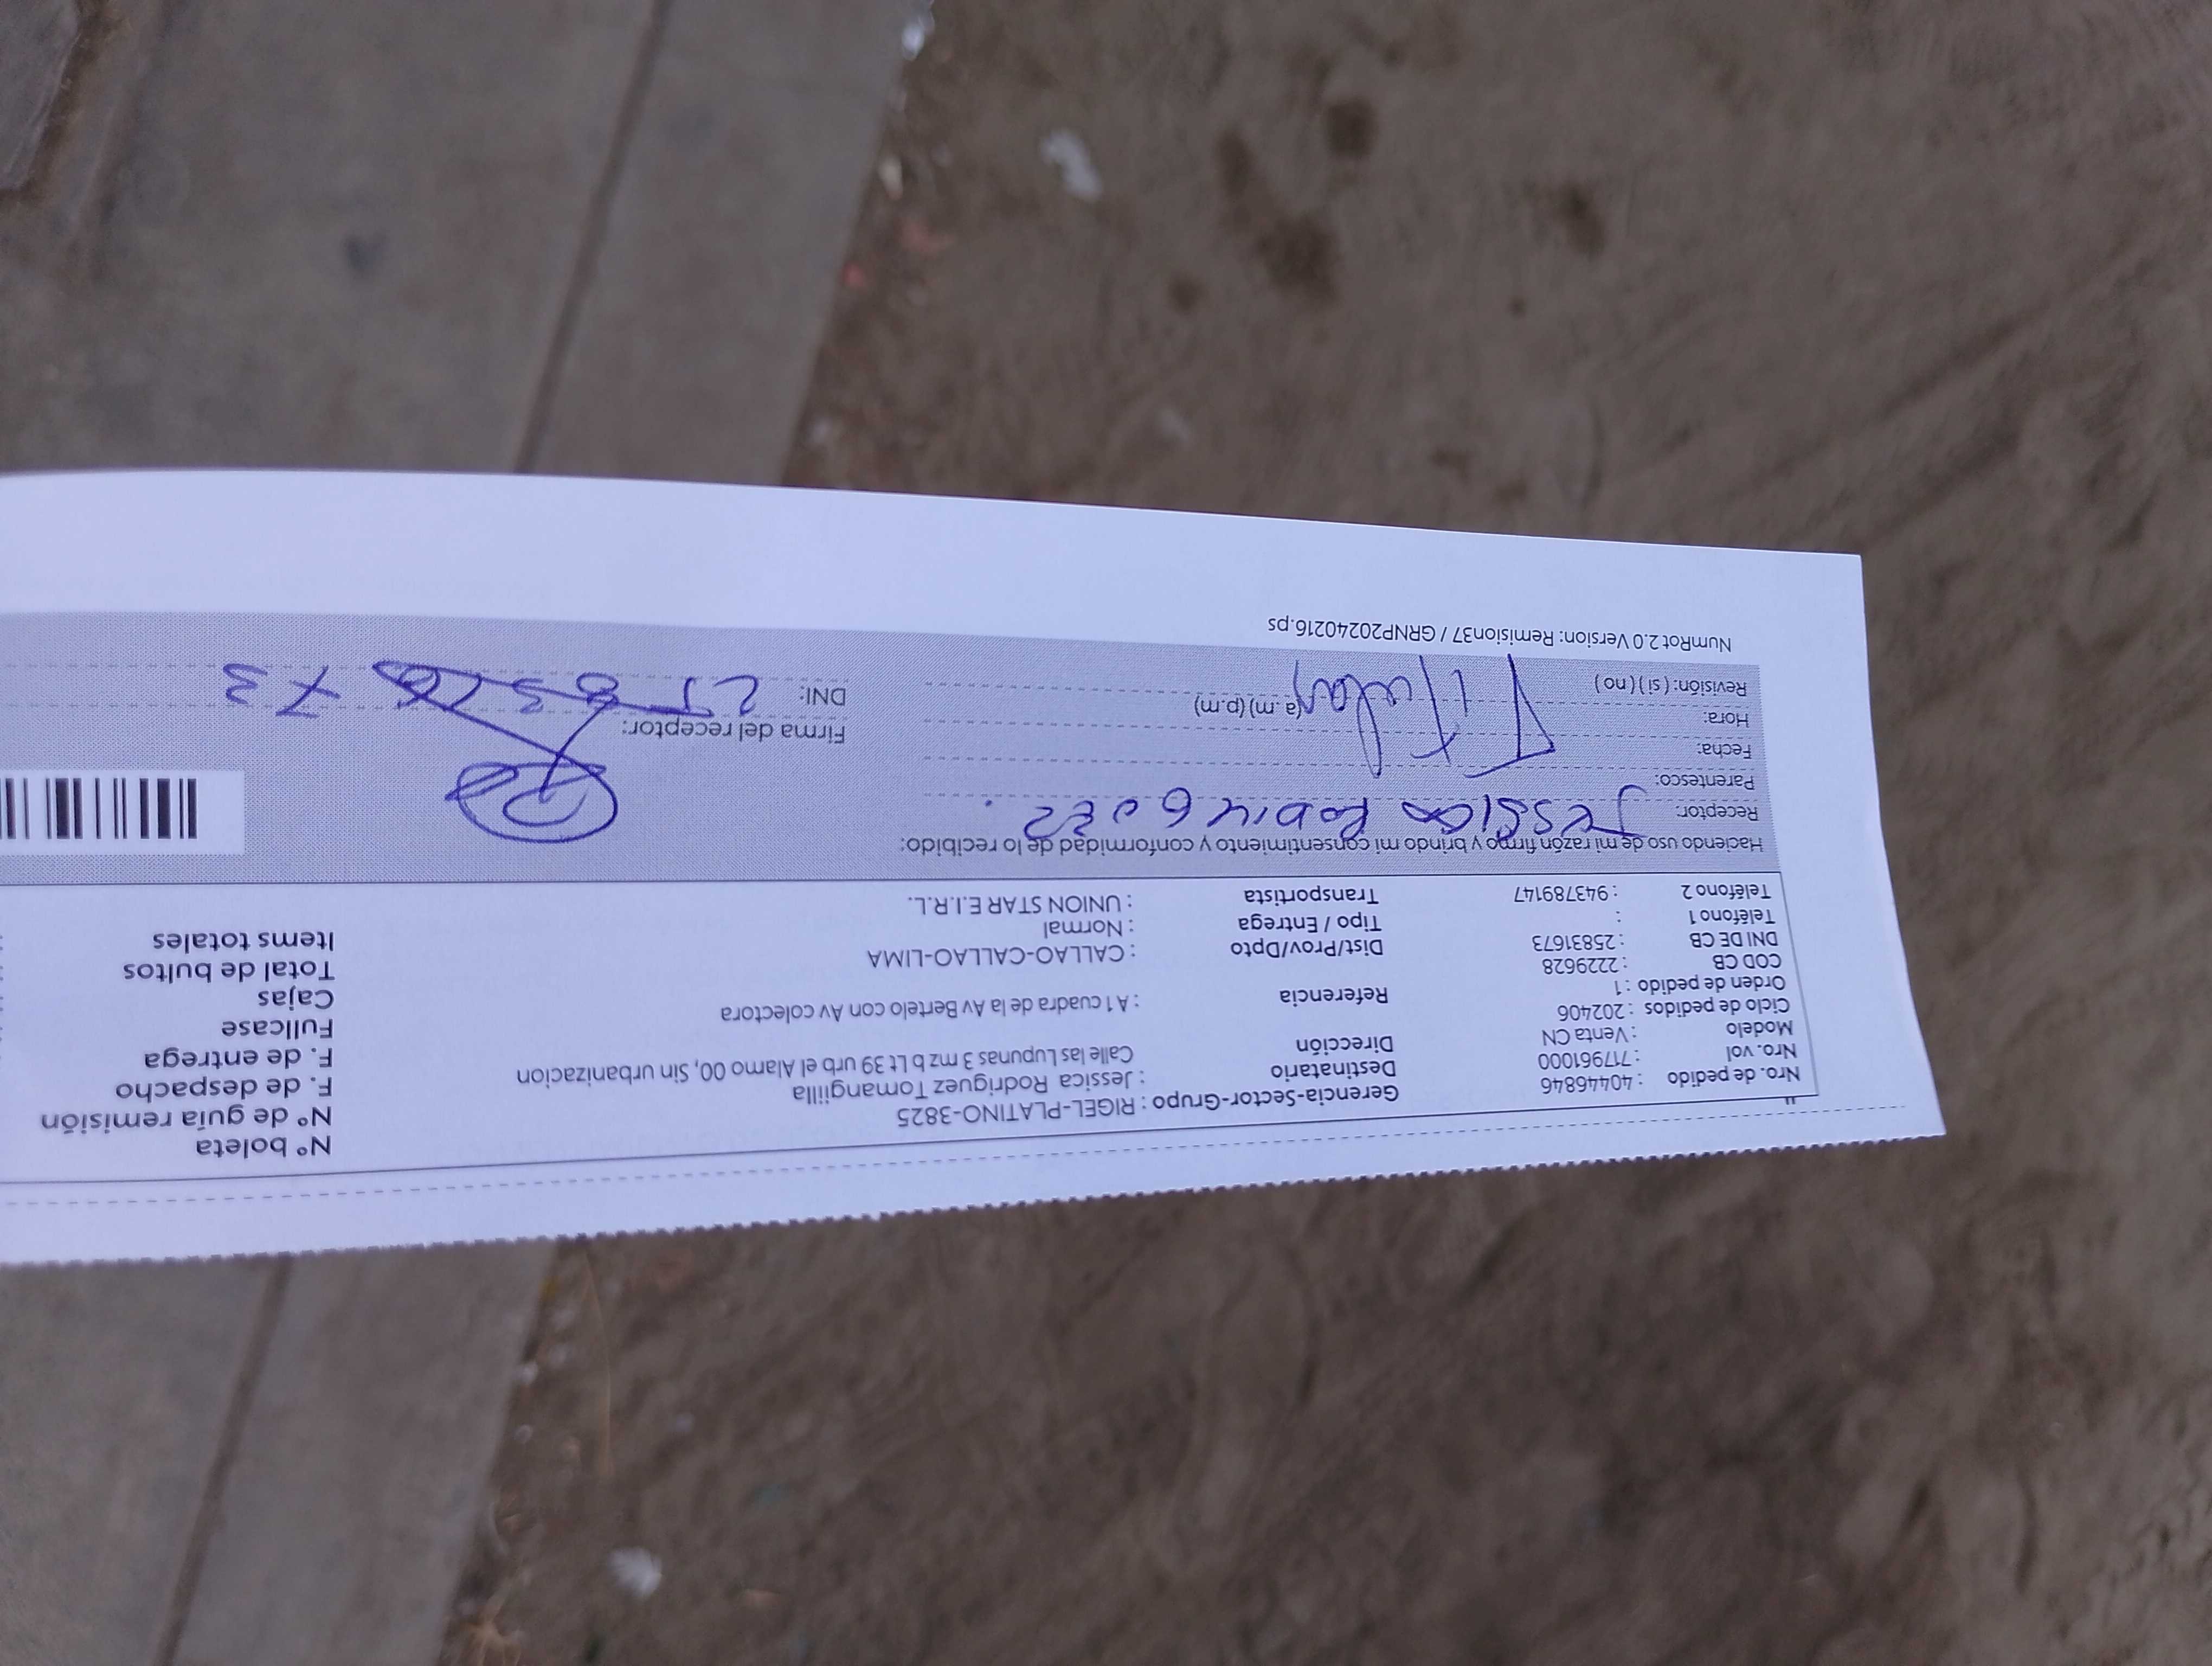 Nro. de pedido : 40446846
Nro. vol : 717961000
Modelo : Venta CN
Ciclo de pedidos : 202406
Orden de pedido : 1
COD CB : 2229628
DNI DE CB : 25831673
Teléfono 1 :
Teléfono 2 : 943789147
Gerencia-Sector-Grupo : RIGEL-PLATINO-3825
Destinatario : Jessica Rodriguez Tomangilla
Dirección Calle las Lupunas 3 mz b Lt 39 urb el Alamo 00, Sin urbanizacion
Referencia : A 1 cuadra de la Av Bertelo con Av colectora
Dist/Prov/Dpto : CALLAO-CALLAO-LIMA
Tipo / Entrega : Normal
Transportista : UNION STAR E.I.R.L.
N° boleta
N° de guía remisión
F. de despacho
F. de entrega
Fullcase
Cajas
Total de bultos
Items totales
Haciendo uso de mi razón firmo y brindo mi consentimiento y conformidad de lo recibido:
Receptor: Jessica
Parentesco: Titular
Fecha:
Hora: (a.m) (p.m)
Revisión: ( si ) ( no )
Firma del receptor:
DNI:
NumRot 2.0 Version: Remision37 / GRNP20240216.ps